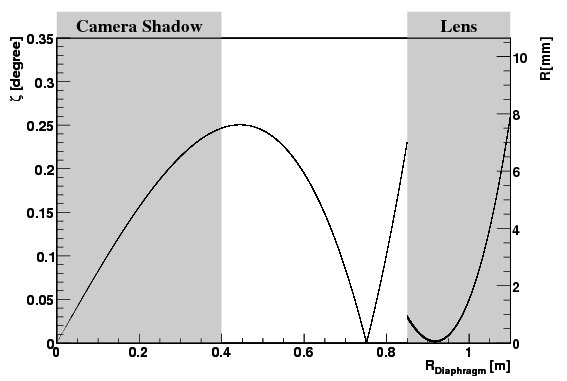 Camera Shadow
Lens
ζ [degree]
R[mm]
0.35
0.3
0.25
0.2
0.15
0.1
0.05
0
10
8
6
4
2
0
0 0.2 0.4 0.6 0.8 1
R_Diaphragm [m]